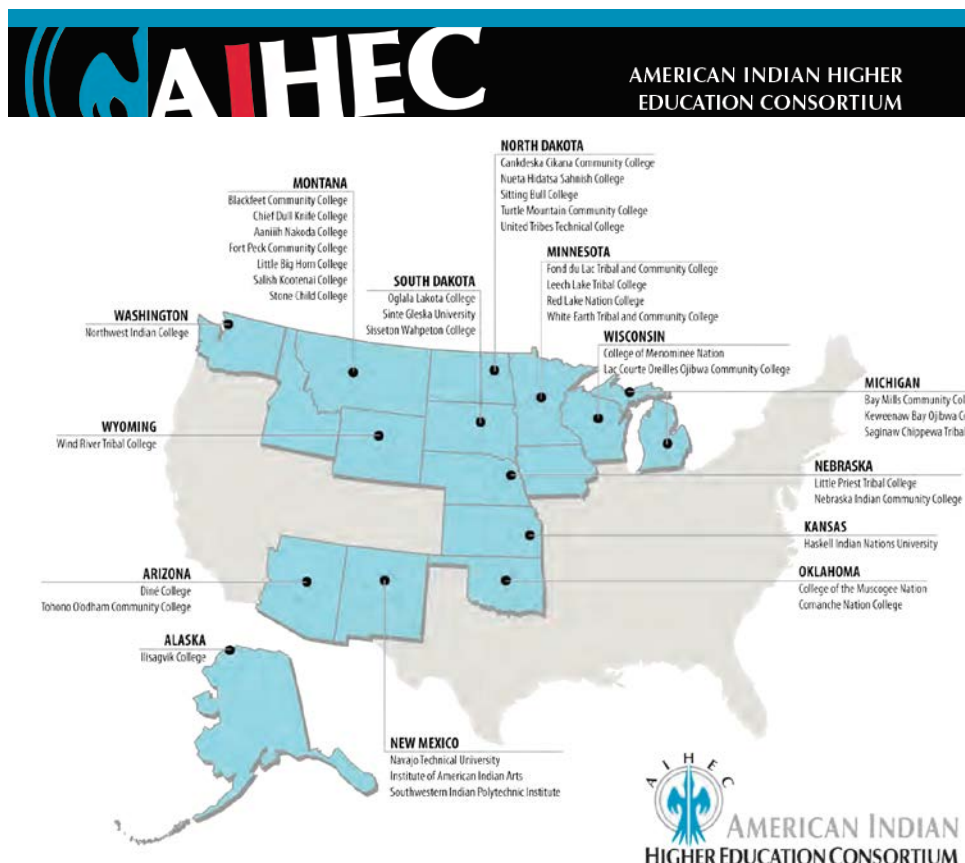 AIHEC
AMERICAN INDIAN HIGHER
EDUCATION CONSORTIUM
NORTH DAKOTA
Cankdeska Cikana Community College
Nueta Hidatsa Sahnish College
Sitting Bull College
Turtle Mountain Community College
United Tribes Technical College
MONTANA
Blackfeet Community College
Chief Dull Knife College
Aaniiih Nakoda College
Fort Peck Community College
Little Big Horn College
Salish Kootenai College
Stone Child College
SOUTH DAKOTA
Oglala Lakota College
Sinte Gleska University
Sisseton Wahpeton College
MINNESOTA
Fond du Lac Tribal and Community College
Leech Lake Tribal College
Red Lake Nation College
White Earth Tribal and Community College
WASHINGTON
Northwest Indian College
WISCONSIN
College of Menominee Nation
Lac Courte Oreilles Ojibwa Community College
MICHIGAN
Bay Mills Community Col
Keweenaw Bay Ojibwa C
Saginaw Chippewa Tribal
WYOMING
Wind River Tribal College
NEBRASKA
Little Priest Tribal College
Nebraska Indian Community College
KANSAS
Haskell Indian Nations University
ARIZONA
Diné College
Tohono O'odham Community College
OKLAHOMA
College of the Muscogee Nation
Comanche Nation College
ALASKA
Ilisagvik College
NEW MEXICO
Navajo Technical University
Institute of American Indian Arts
Southwestern Indian Polytechnic Institute
AIHEC
AMERICAN INDIAN
HIGHER EDUCATION CONSORTIUM